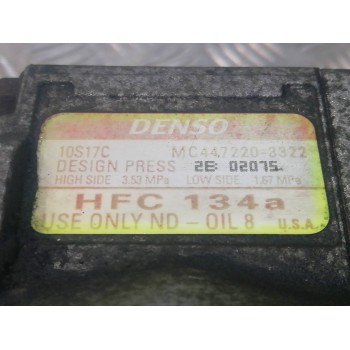 DENSO
10S17C MC447220-3322
DESIGN PRESS 2B 02075
HIGH SIDE 3.53 MPa LOW SIDE 1.67 MPa
HFC 134a
USE ONLY ND - OIL 8 U.S.A.